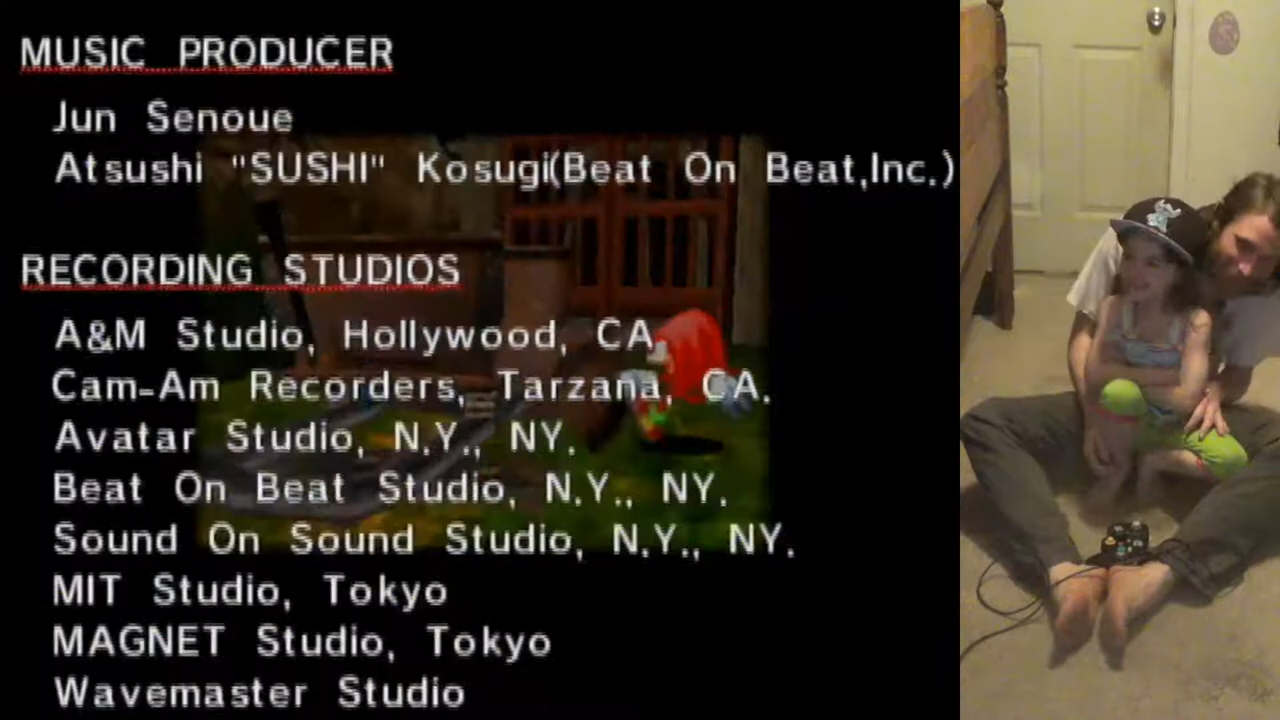 MUSIC PRODUCER
Jun Senoue
Atsushi "SUSHI" Kosugi(Beat On Beat,Inc.)
RECORDING STUDIOS
A&M Studio, Hollywood, CA.
Cam-Am Recorders, Tarzana, CA.
Avatar Studio, N.Y., NY.
Beat On Beat Studio, N.Y., NY.
Sound On Sound Studio, N.Y., NY.
MIT Studio, Tokyo
MAGNET Studio, Tokyo
Wavemaster Studio